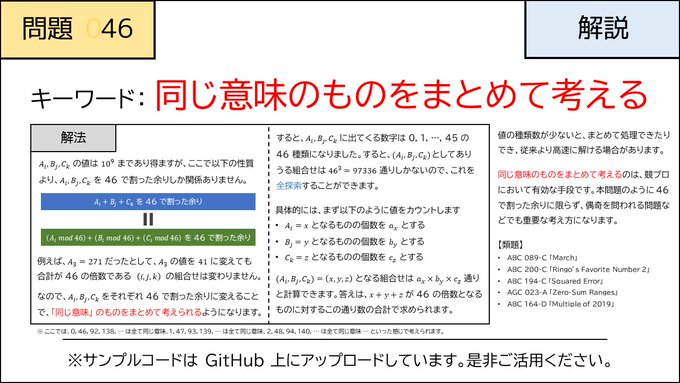 問題 046
解説
キーワード: 同じ意味のものをまとめて考える
解法
A_i, B_j, C_k の値は 10^9 まであり得ますが、ここで以下の性質
より、A_i, B_j, C_k を 46 で割った余りしか関係ありません。
A_i + B_j + C_k を 46 で割った余り
=
(A_i mod 46) + (B_i mod 46) + (C_i mod 46) を 46 で割った余り
例えば、A_3 = 271 だったとして、A_3 の値を 41 に変えても
合計が 46 の倍数である (i, j, k) の組合せは変わりません。
なので、A_i, B_j, C_k をそれぞれ 46 で割った余りに変えること
で、「同じ意味」のものをまとめて考えられるようになります。
すると、A_i, B_j, C_k に出てくる数字は 0, 1, …, 45 の
46 種類になりました。すると、(A_i, B_j, C_k) としてあり
うる組合せは 46^3 = 97336 通りしかないので、これを
全探索することができます。
具体的には、まず以下のように値をカウントします
• A_i = x となるものの個数を a_x とする
• B_j = y となるものの個数を b_y とする
• C_k = z となるものの個数を c_z とする
(A_i, B_j, C_k) = (x, y, z) となる組合せは a_x × b_y × c_z 通り
と計算できます。答えは、x + y + z が 46 の倍数となる
ものに対するこの通り数の合計で求められます。
値の種類数が少ないと、まとめて処理できたり
でき、従来より高速に解ける場合があります。
同じ意味のものをまとめて考えるのは、競プロ
において有効な手段です。本問題のように 46
で割った余りに限らず、偶奇を問われる問題な
どでも重要な考え方になります。
【類題】
• ABC 089-C「March」
• ABC 200-C「Ringo's Favorite Number 2」
• ABC 194-C「Squared Error」
• AGC 023-A「Zero-Sum Ranges」
• ABC 164-D「Multiple of 2019」
※ ここでは、0, 46, 92, 138, … は全て同じ意味、1, 47, 93, 139, … は全て同じ意味、2, 48, 94, 140, … は全て同じ意味 … といった感じで考えられます。
※サンプルコードは GitHub 上にアップロードしています。是非ご活用ください。